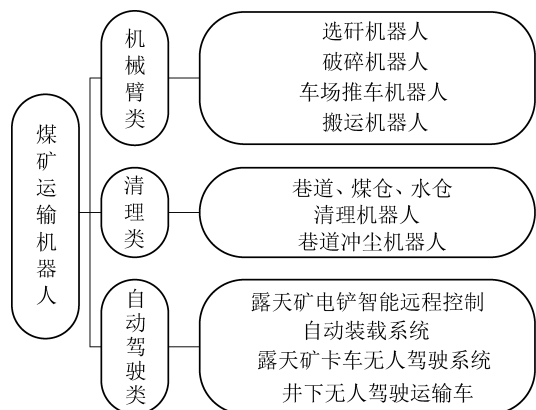 煤矿运输机器人
机械臂类
选矸机器人
破碎机器人
车场推车机器人
搬运机器人
清理类
巷道、煤仓、水仓
清理机器人
巷道冲尘机器人
自动驾驶类
露天矿电铲智能远程控制
自动装载系统
露天矿卡车无人驾驶系统
井下无人驾驶运输车